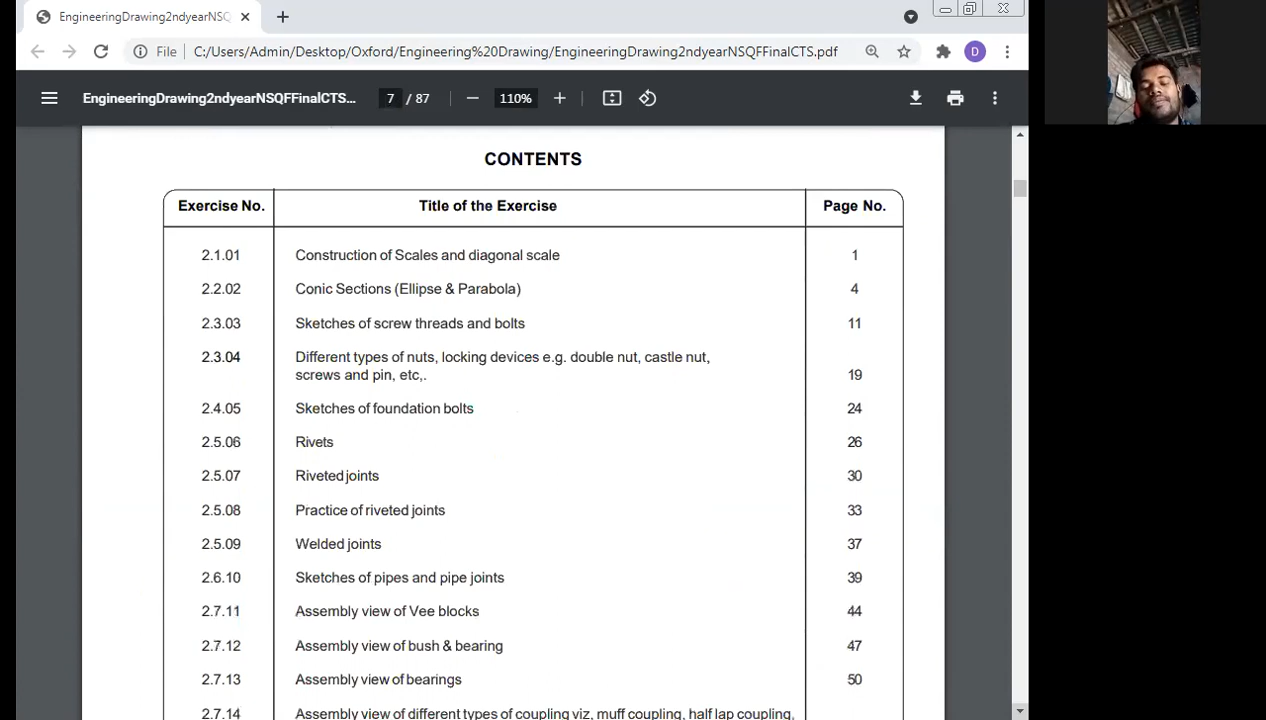 EngineeringDrawing2ndyearNSQ
File C:/Users/Admin/Desktop/Oxford/Engineering%20Drawing/EngineeringDrawing2ndyearNSQFFinalCTS.pdf D
EngineeringDrawing2ndyearNSQFFinalCTS... 7 / 87 110%
CONTENTS
Exercise No. Title of the Exercise Page No.
2.1.01 Construction of Scales and diagonal scale 1
2.2.02 Conic Sections (Ellipse & Parabola) 4
2.3.03 Sketches of screw threads and bolts 11
2.3.04 Different types of nuts, locking devices e.g. double nut, castle nut,
screws and pin, etc,. 19
2.4.05 Sketches of foundation bolts 24
2.5.06 Rivets 26
2.5.07 Riveted joints 30
2.5.08 Practice of riveted joints 33
2.5.09 Welded joints 37
2.6.10 Sketches of pipes and pipe joints 39
2.7.11 Assembly view of Vee blocks 44
2.7.12 Assembly view of bush & bearing 47
2.7.13 Assembly view of bearings 50
2.7.14 Assembly view of different types of coupling viz, muff coupling, half lap coupling,